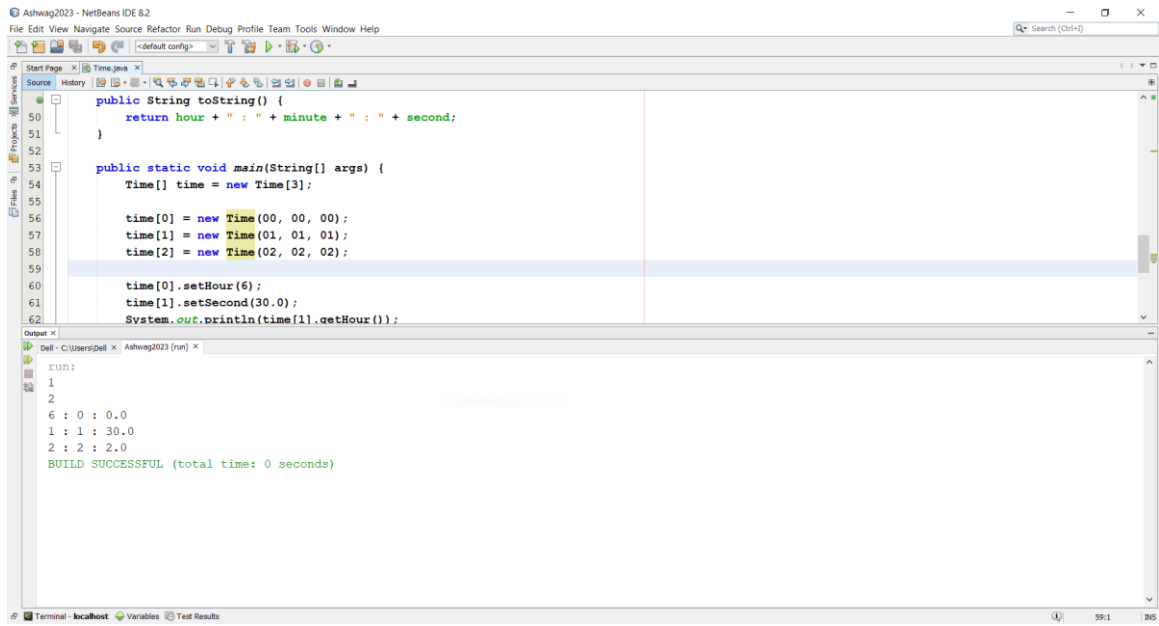 Ashwag2023 - NetBeans IDE 8.2
File Edit View Navigate Source Refactor Run Debug Profile Team Tools Window Help
Search (Ctrl+I)
<default config>
Start Page Time.java
Source History
public String toString() {
50 return hour + " : " + minute + " : " + second;
51 }
52
53 public static void main(String[] args) {
54 Time[] time = new Time[3];
55
56 time[0] = new Time(00, 00, 00);
57 time[1] = new Time(01, 01, 01);
58 time[2] = new Time(02, 02, 02);
59
60 time[0].setHour(6);
61 time[1].setSecond(30.0);
62 System.out.println(time[1].getHour());
Services
Projects
Files
Output
Dell - C:\Users\Dell Ashwag2023 (run)
run:
1
2
6 : 0 : 0.0
1 : 1 : 30.0
2 : 2 : 2.0
BUILD SUCCESSFUL (total time: 0 seconds)
Terminal - localhost Variables Test Results
59:1 INS